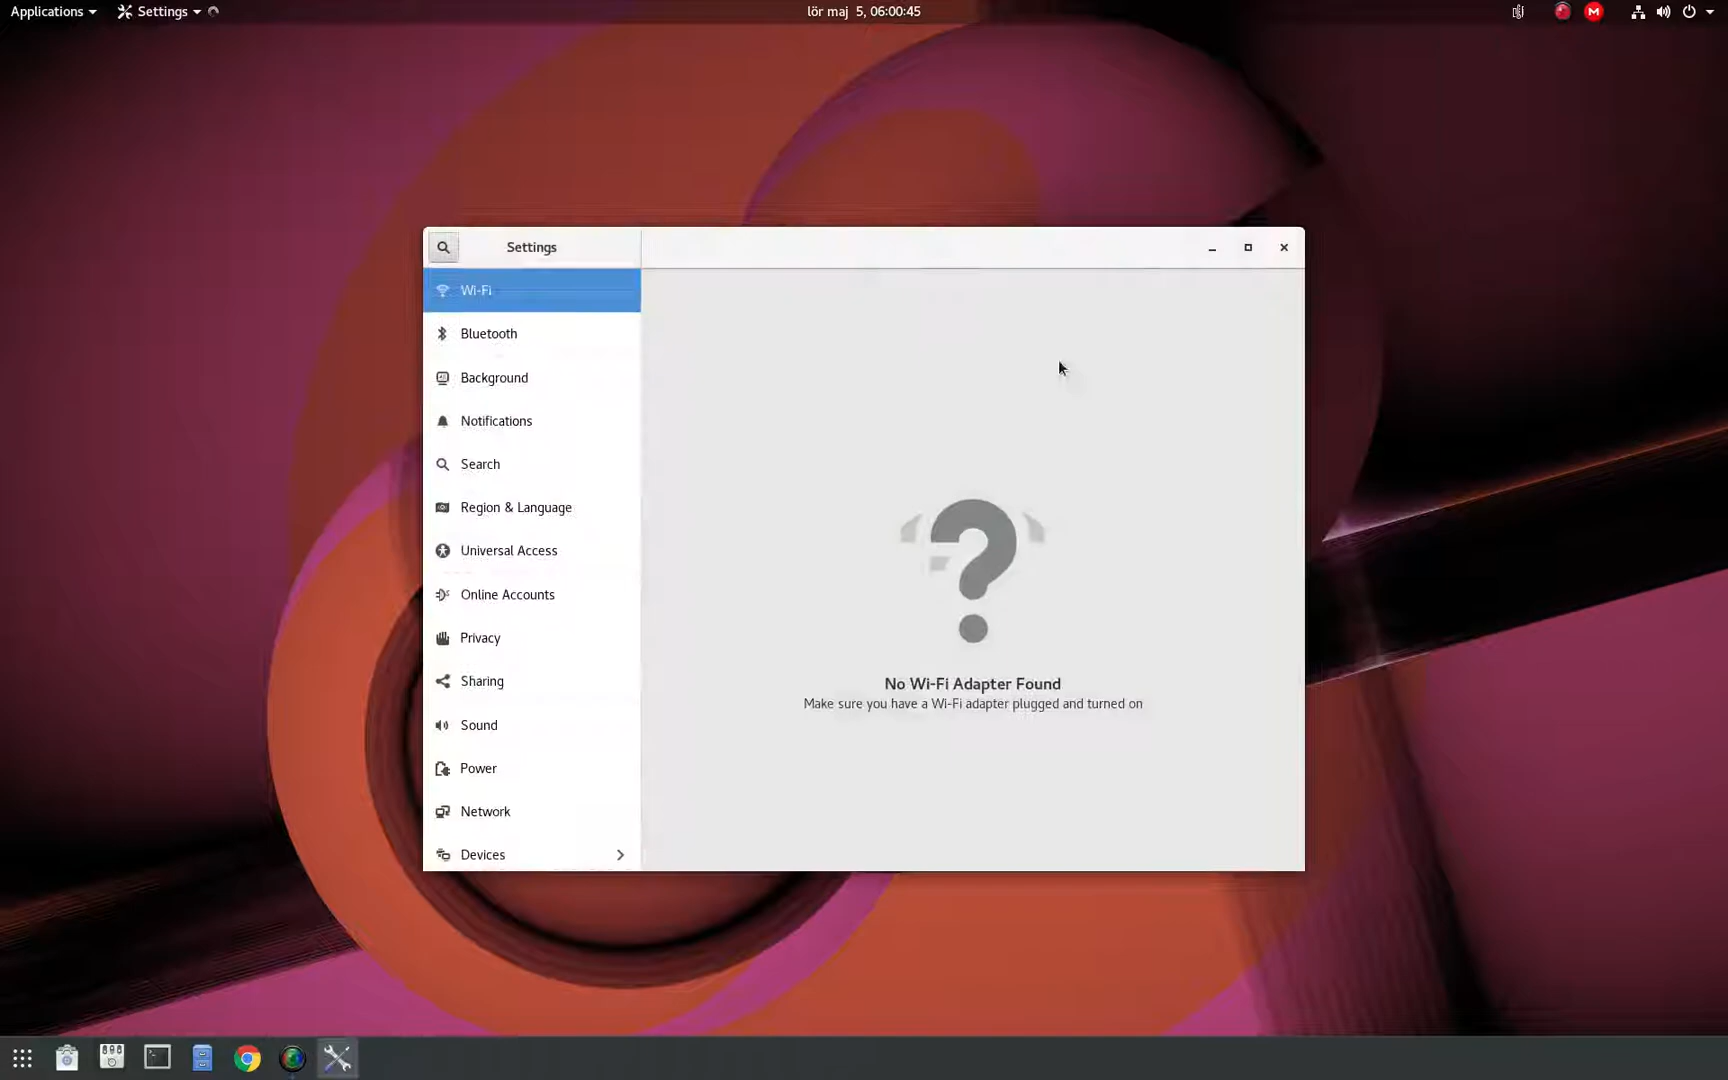 Applications
Settings
lör maj 5, 06:00:45
M
Settings
Wi-Fi
Bluetooth
Background
Notifications
Search
Region & Language
Universal Access
Online Accounts
Privacy
Sharing
Sound
Power
Network
Devices
No Wi-Fi Adapter Found
Make sure you have a Wi-Fi adapter plugged and turned on